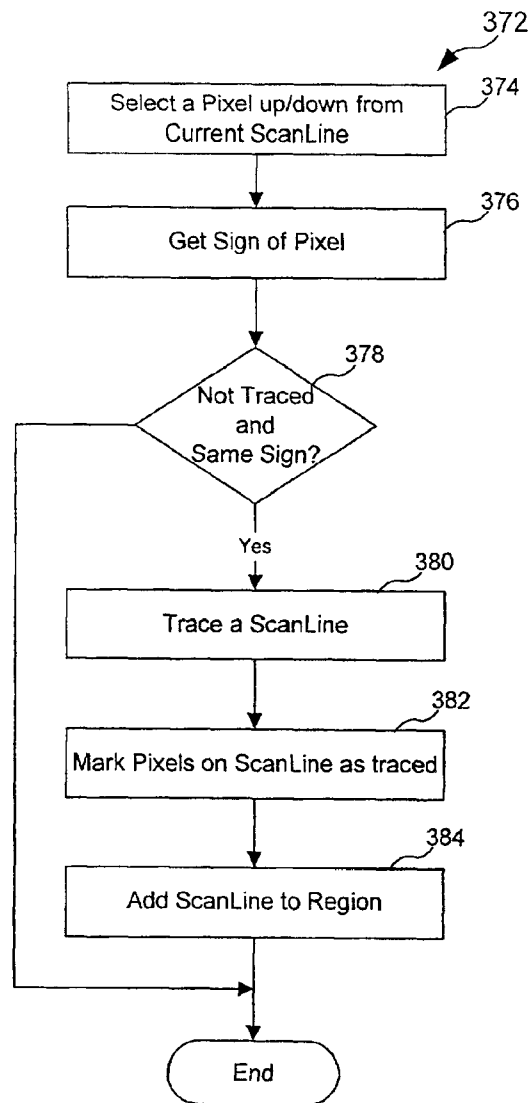 372
Select a Pixel up/down from
Current ScanLine
374
Get Sign of Pixel
376
Not Traced
and
Same Sign?
378
Yes
Trace a ScanLine
380
Mark Pixels on ScanLine as traced
382
Add ScanLine to Region
384
End